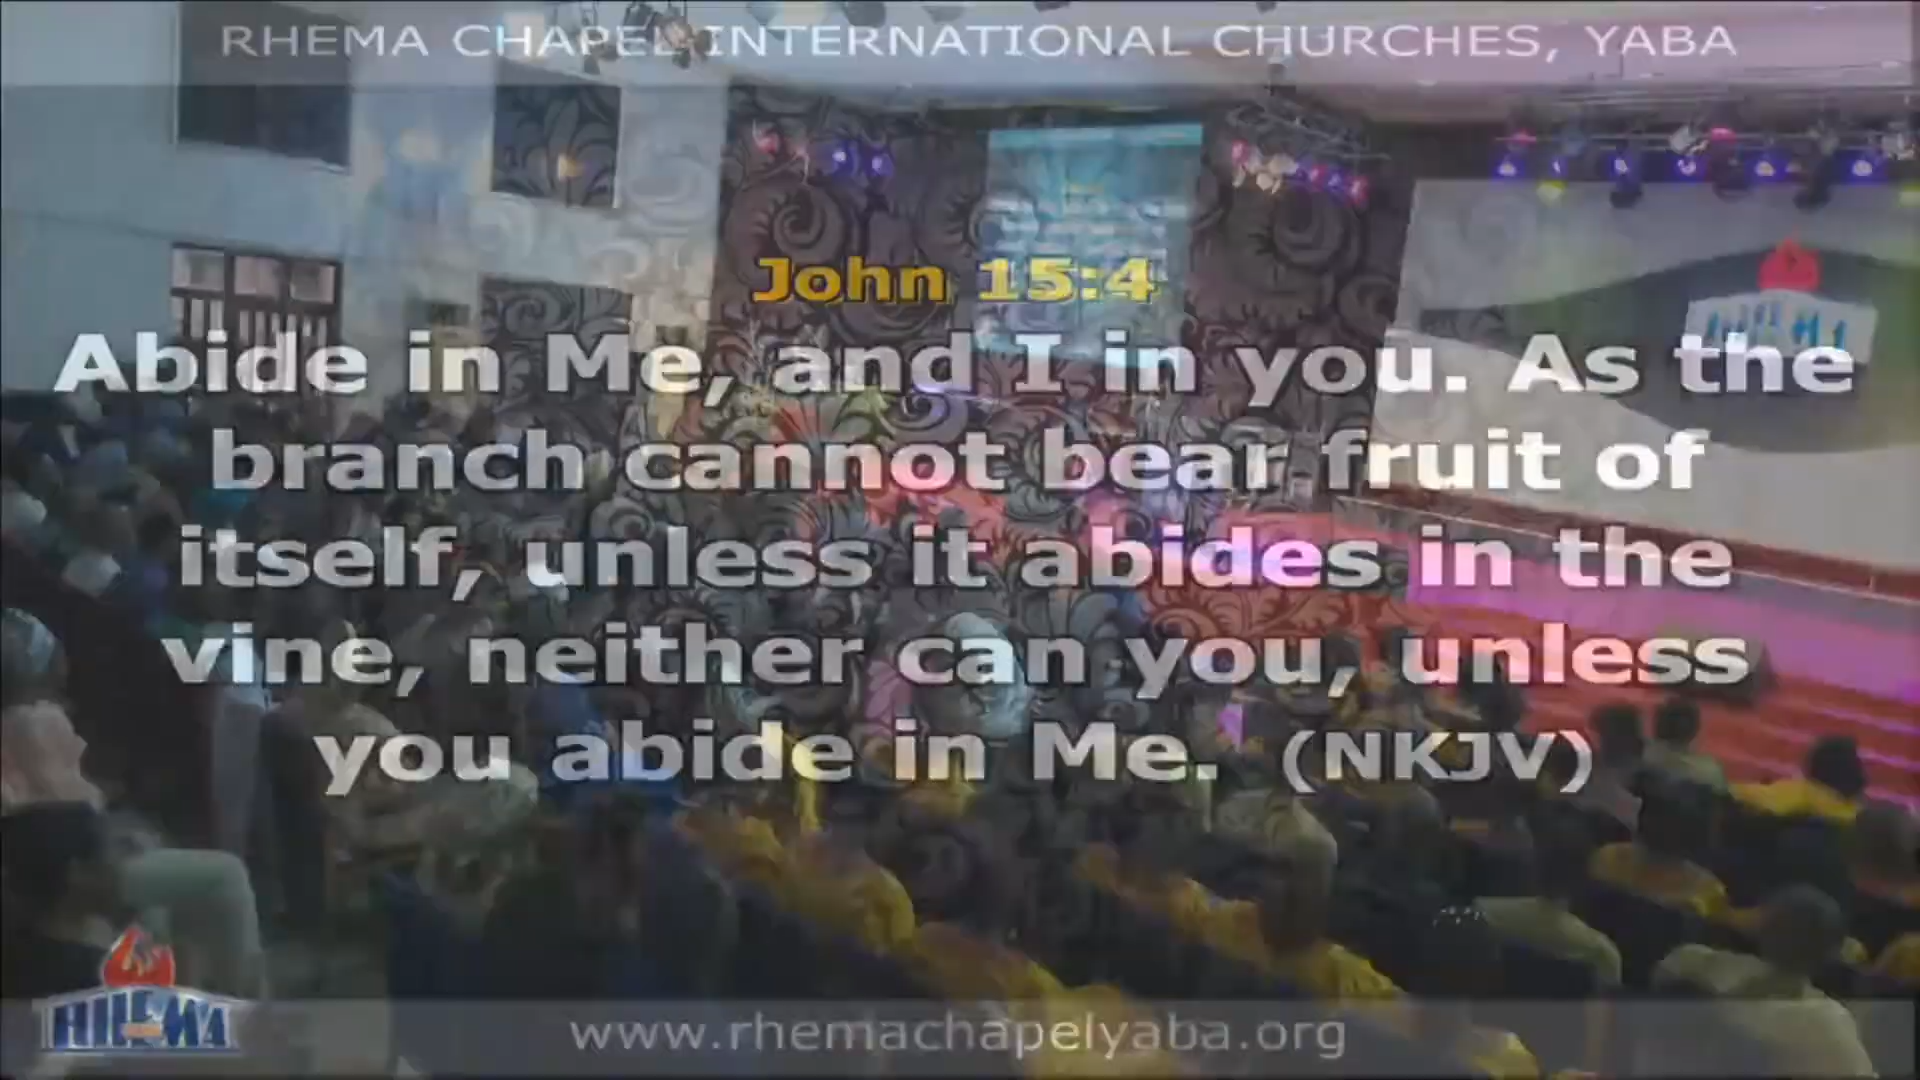 RHEMA CHAPEL INTERNATIONAL CHURCHES, YABA
John 15:4
Abide in Me, and I in you. As the
branch cannot bear fruit of
itself, unless it abides in the
vine, neither can you, unless
you abide in Me. (NKJV)
RHEMA
www.rhemachapelyaba.org